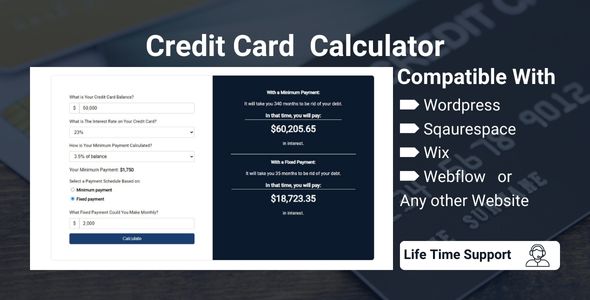 Credit Card Calculator
What is Your Credit Card Balance?
$ 50,000
What is The Interest Rate on Your Credit Card?
23%
How is Your Minimum Payment Calculated?
3.5% of balance
Your Minimum Payment: $1,750
Select a Payment Schedule Based on:
Minimum payment
Fixed payment
What Fixed Payment Could You Make Monthly?
$ 2,000
Calculate
With a Minimum Payment:
It will take you 340 months to be rid of your debt.
In that time, you will pay:
$60,205.65
in interest.
With a Fixed Payment:
It will take you 35 months to be rid of your debt.
In that time, you will pay:
$18,723.35
in interest.
Compatible With
Wordpress
Sqaurespace
Wix
Webflow or
Any other Website
Life Time Support